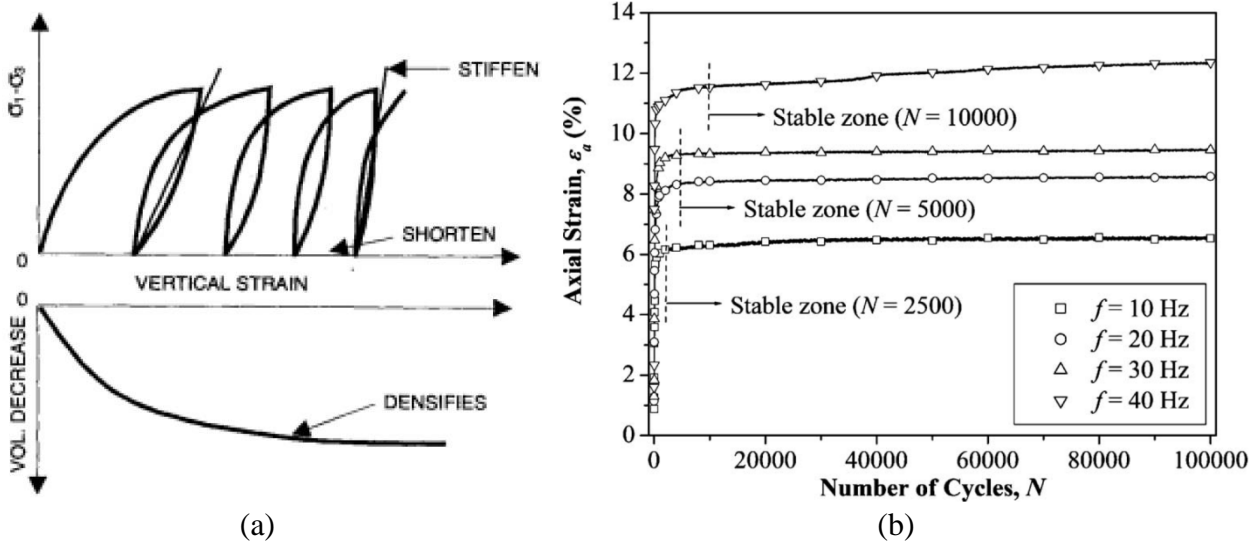 σ₁-σ₃
STIFFEN
SHORTEN
0
VERTICAL STRAIN
0
VOL. DECREASE
DENSIFIES
(a)
Axial Strain, εₐ (%)
14
12
10
8
6
4
2
0
Stable zone (N = 10000)
Stable zone (N = 5000)
Stable zone (N = 2500)
f = 10 Hz
f = 20 Hz
f = 30 Hz
f = 40 Hz
0 20000 40000 60000 80000 100000
Number of Cycles, N
(b)